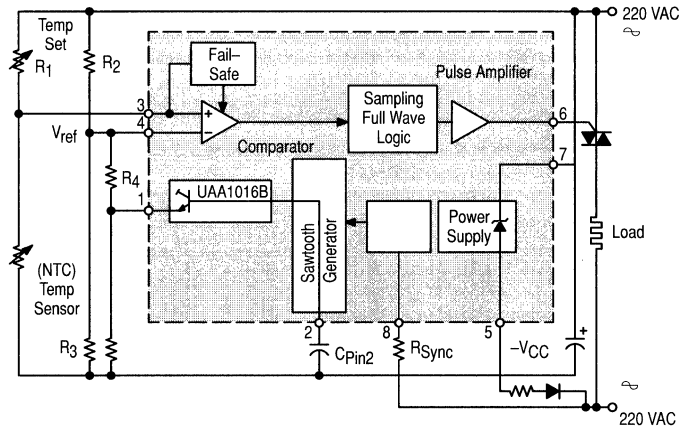 Temp
Set
R1
R2
220 VAC
Fail–
Safe
Pulse Amplifier
3
+
4
–
Vref
Comparator
Sampling
Full Wave
Logic
6
7
R4
1
UAA1016B
Sawtooth
Generator
Power
Supply
Load
(NTC)
Temp
Sensor
R3
2
8
5
CPin2
RSync
–VCC
+
220 VAC